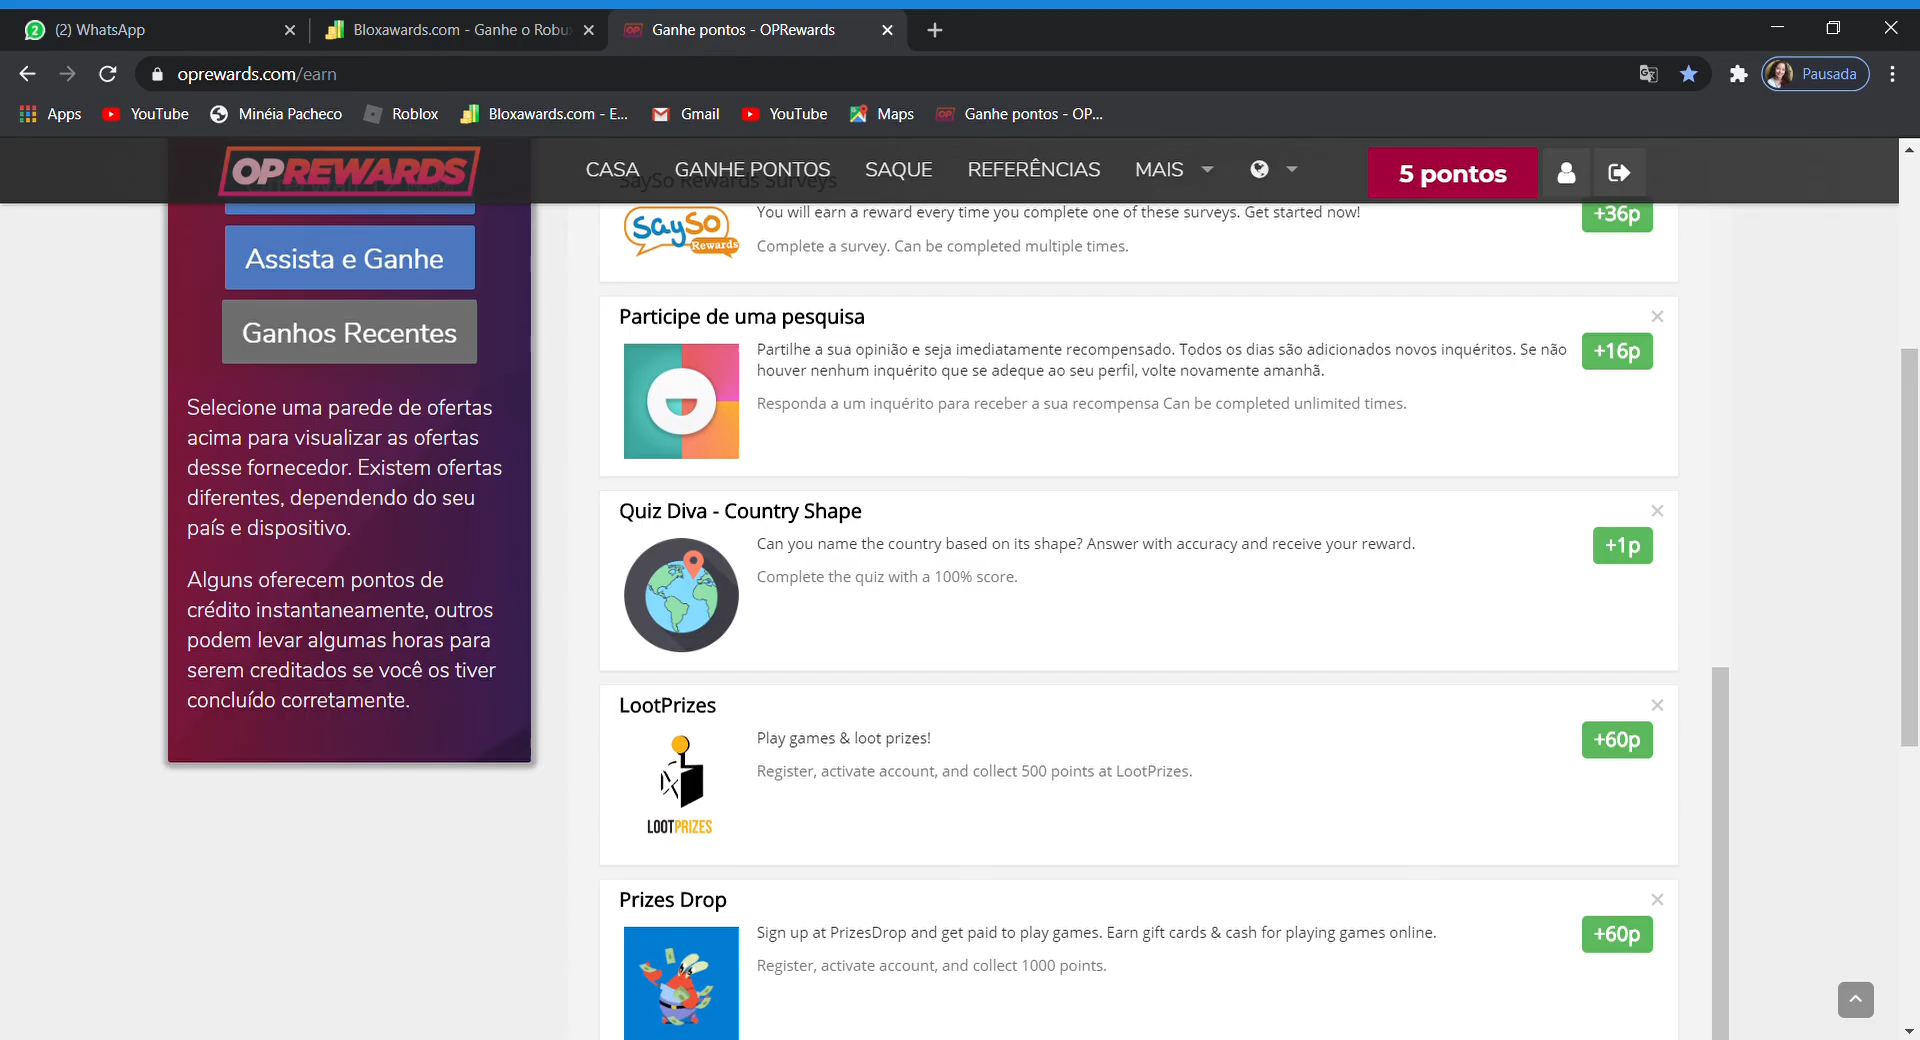 (2) WhatsApp
Bloxawards.com - Ganhe o Robux
Ganhe pontos - OPRewards
oprewards.com/earn
Pausada
Apps
YouTube
Minéia Pacheco
Roblox
Bloxawards.com - E...
Gmail
YouTube
Maps
Ganhe pontos - OP...
OPREWARDS
CASA
GANHE PONTOS
SAQUE
REFERÊNCIAS
MAIS
5 pontos
SaySo Rewards Surveys
SaySo
Rewards
You will earn a reward every time you complete one of these surveys. Get started now!
+36p
Complete a survey. Can be completed multiple times.
Assista e Ganhe
Ganhos Recentes
Selecione uma parede de ofertas
acima para visualizar as ofertas
desse fornecedor. Existem ofertas
diferentes, dependendo do seu
país e dispositivo.
Alguns oferecem pontos de
crédito instantaneamente, outros
podem levar algumas horas para
serem creditados se você os tiver
concluído corretamente.
Participe de uma pesquisa
Partilhe a sua opinião e seja imediatamente recompensado. Todos os dias são adicionados novos inquéritos. Se não
houver nenhum inquérito que se adeque ao seu perfil, volte novamente amanhã.
+16p
Responda a um inquérito para receber a sua recompensa Can be completed unlimited times.
Quiz Diva - Country Shape
Can you name the country based on its shape? Answer with accuracy and receive your reward.
+1p
Complete the quiz with a 100% score.
LootPrizes
Play games & loot prizes!
+60p
Register, activate account, and collect 500 points at LootPrizes.
LOOTPRIZES
Prizes Drop
Sign up at PrizesDrop and get paid to play games. Earn gift cards & cash for playing games online.
+60p
Register, activate account, and collect 1000 points.